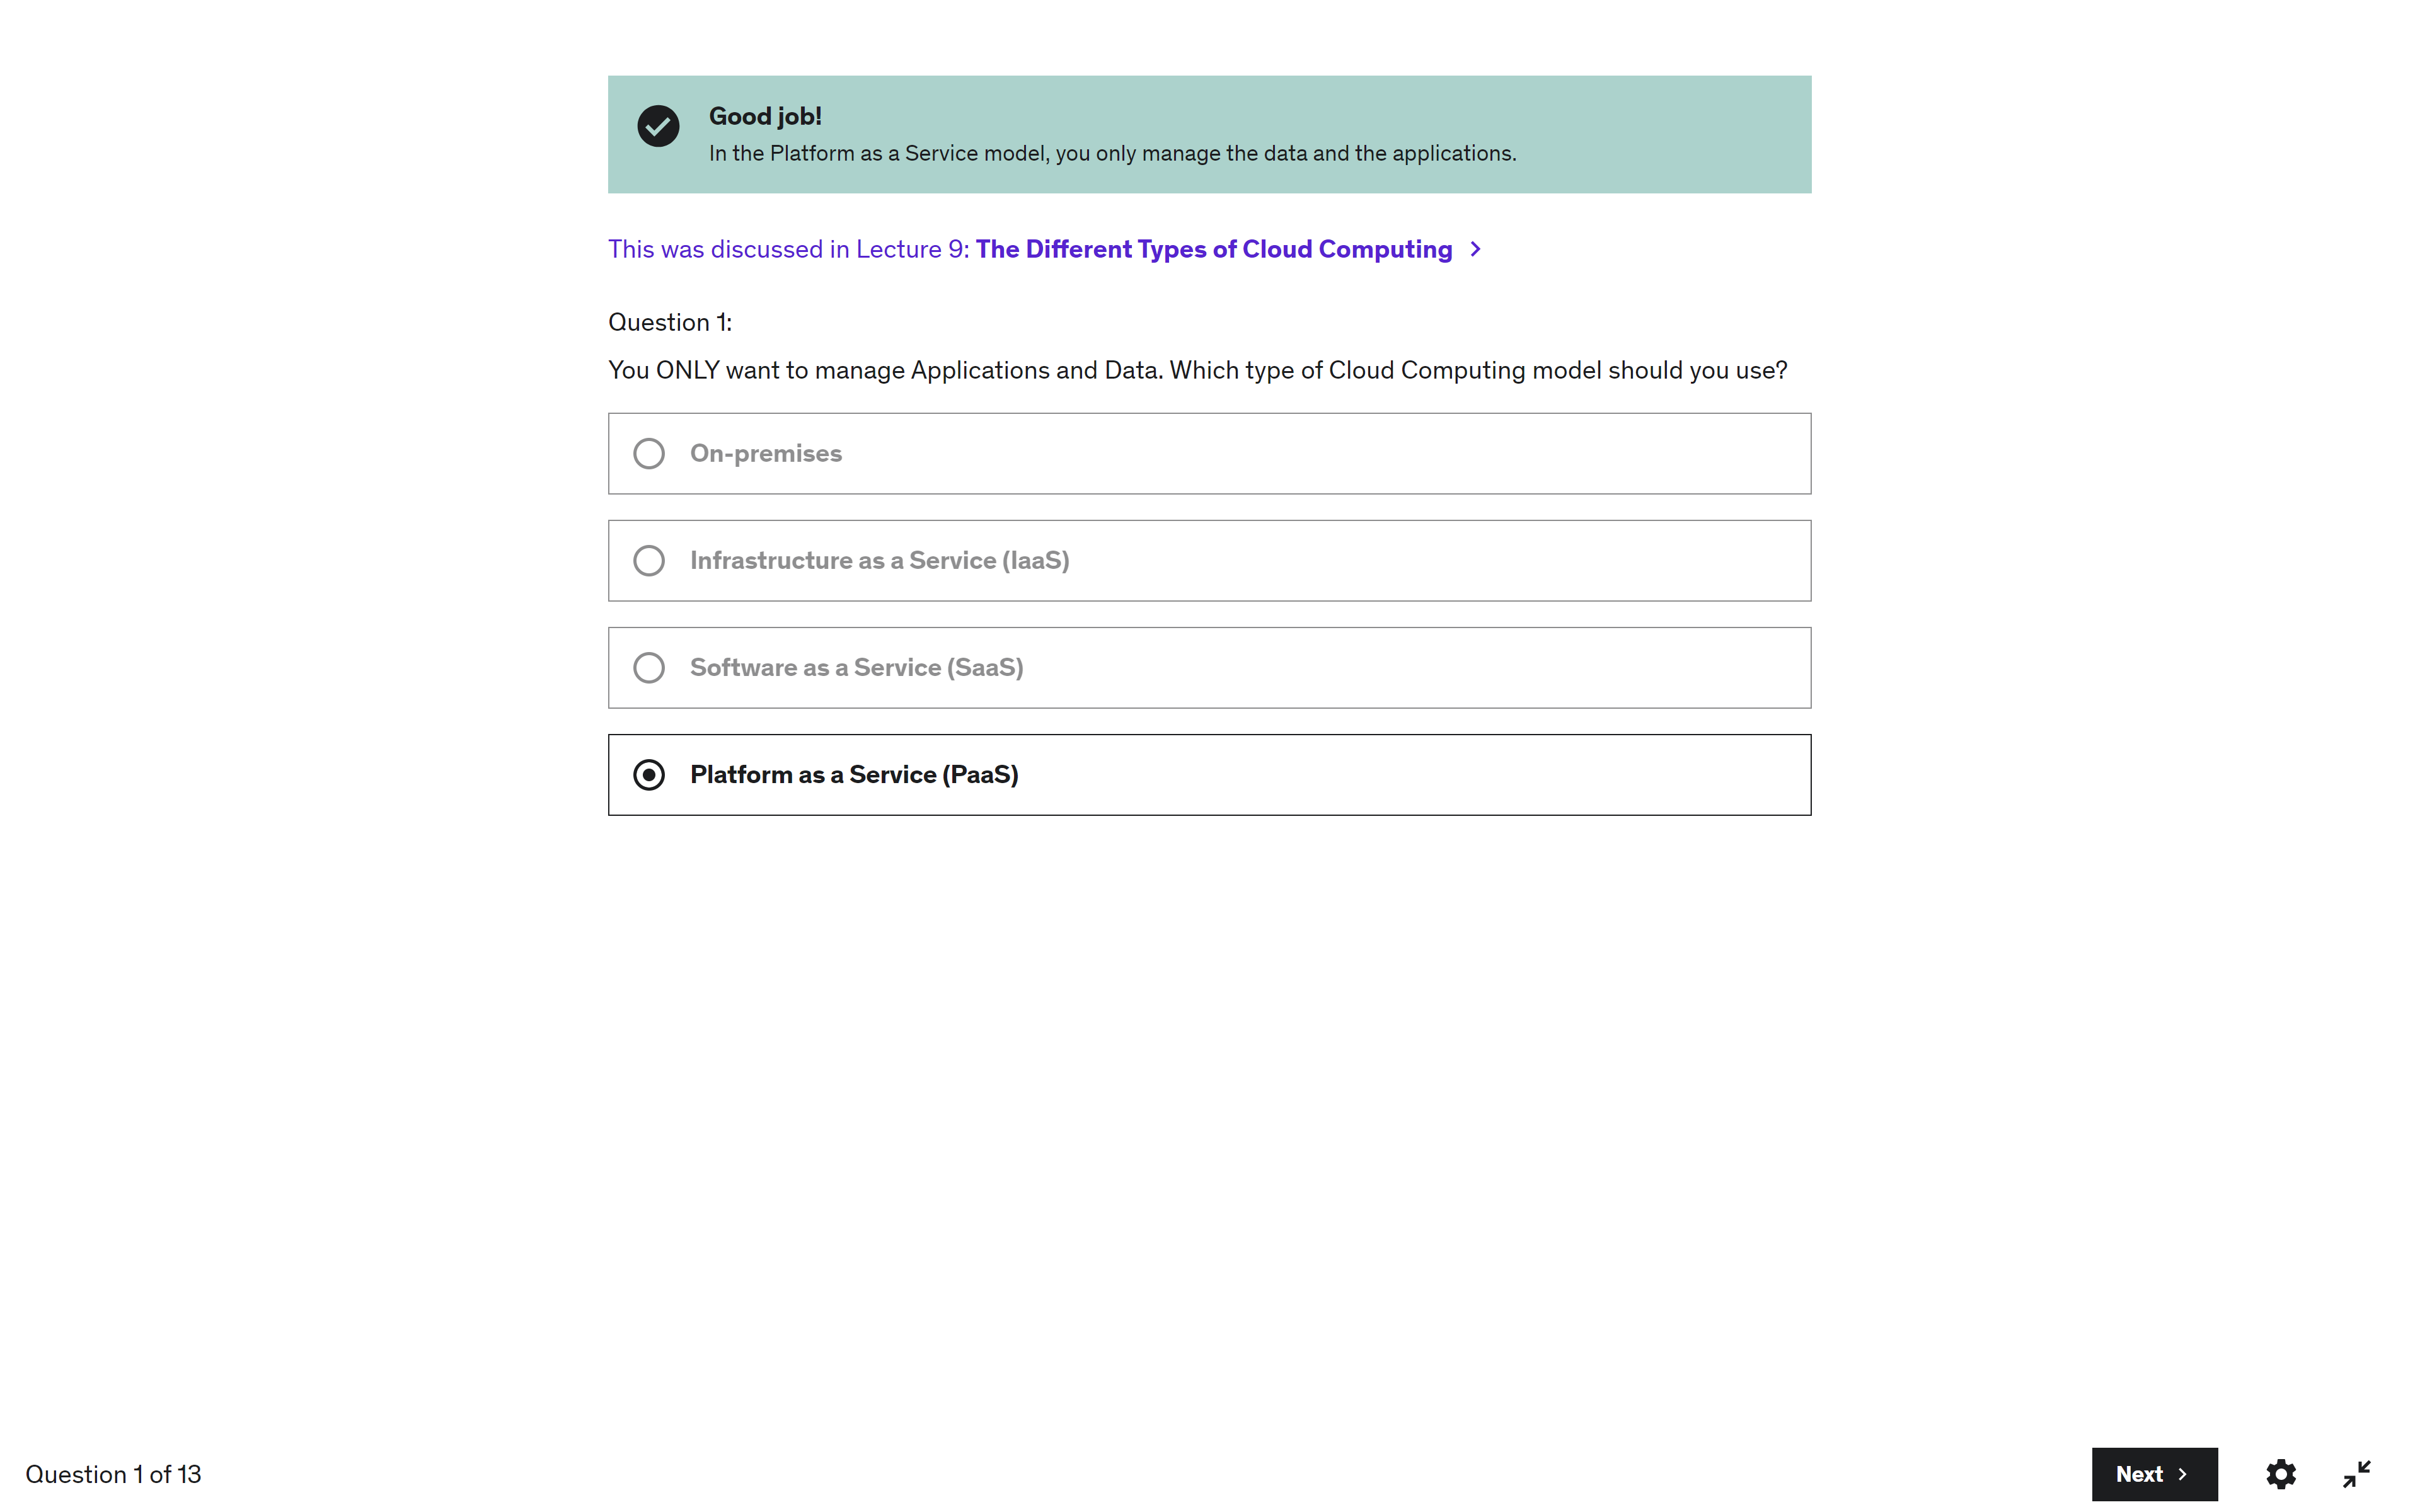 Good job!
In the Platform as a Service model, you only manage the data and the applications.
This was discussed in Lecture 9: The Different Types of Cloud Computing
Question 1:
You ONLY want to manage Applications and Data. Which type of Cloud Computing model should you use?
On-premises
Infrastructure as a Service (IaaS)
Software as a Service (SaaS)
Platform as a Service (PaaS)
Question 1 of 13
Next